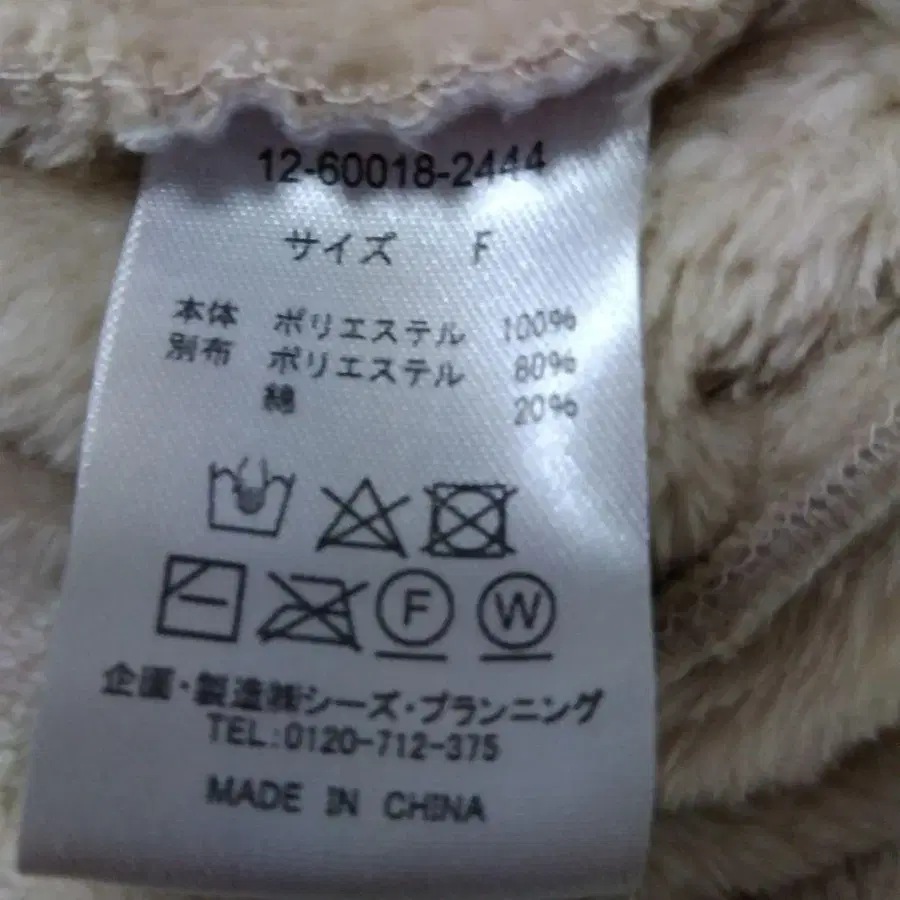 12-60018-2444
サイズ F
本体 ポリエステル 100%
別布 ポリエステル 80%
綿 20%
F W
企画・製造㈱シーズ・プランニング
TEL:0120-712-375
MADE IN CHINA